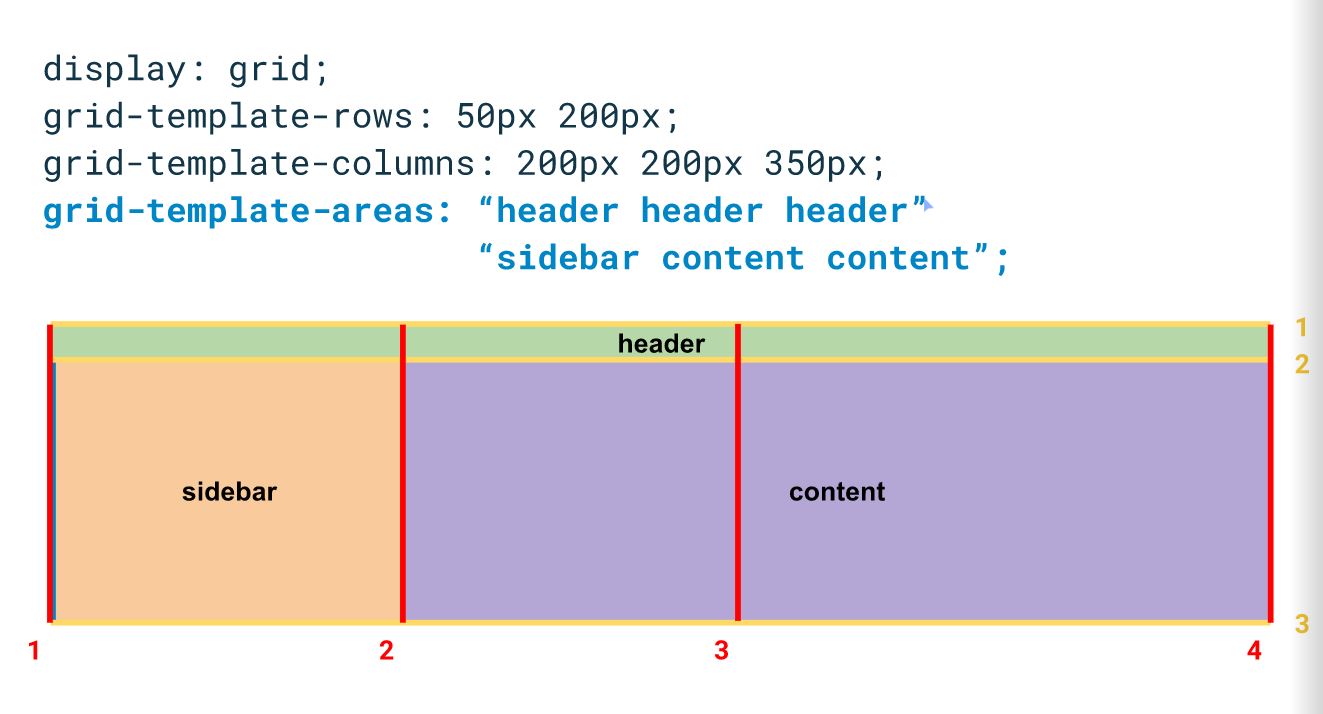 display: grid;
grid-template-rows: 50px 200px;
grid-template-columns: 200px 200px 350px;
grid-template-areas: “header header header”
“sidebar content content”;
header
1
2
sidebar
content
3
1
2
3
4